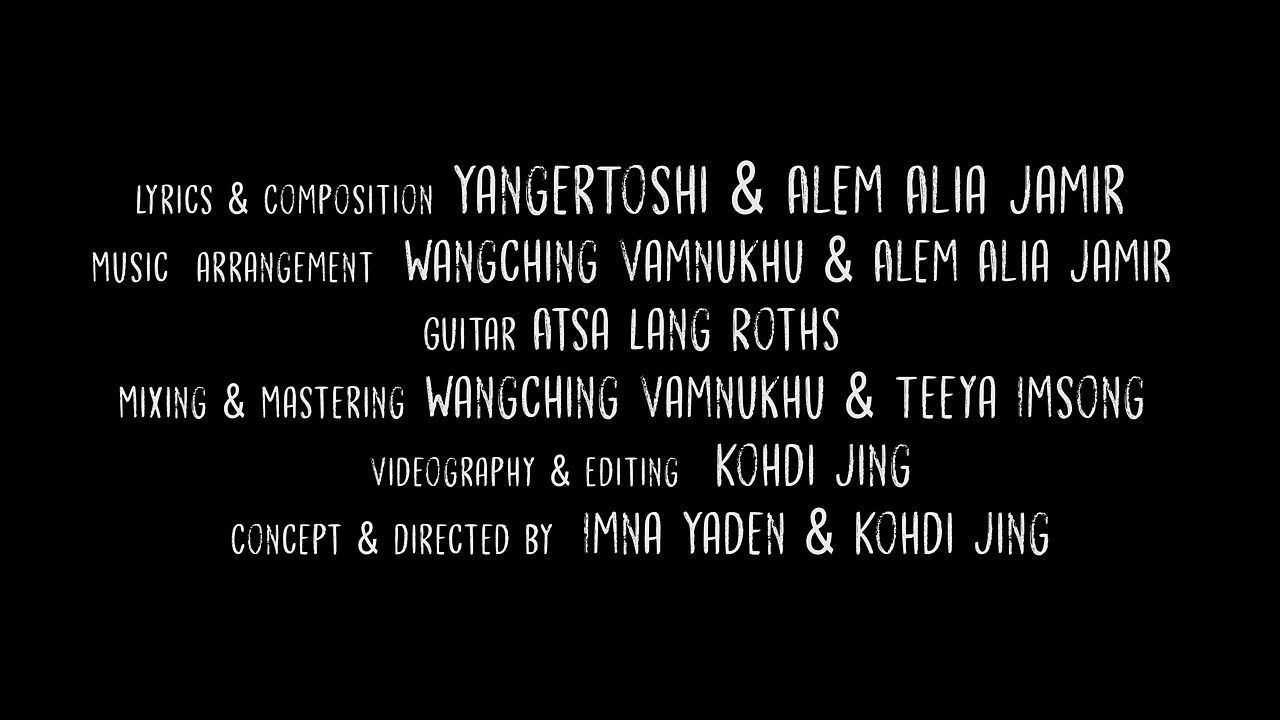 LYRICS & COMPOSITION YANGERTOSHI & ALEM ALIA JAMIR
MUSIC ARRANGEMENT WANGCHING VAMNUKHU & ALEM ALIA JAMIR
GUITAR ATSA LANG ROTHS
MIXING & MASTERING WANGCHING VAMNUKHU & TEEYA IMSONG
VIDEOGRAPHY & EDITING KOHDI JING
CONCEPT & DIRECTED BY IMNA YADEN & KOHDI JING